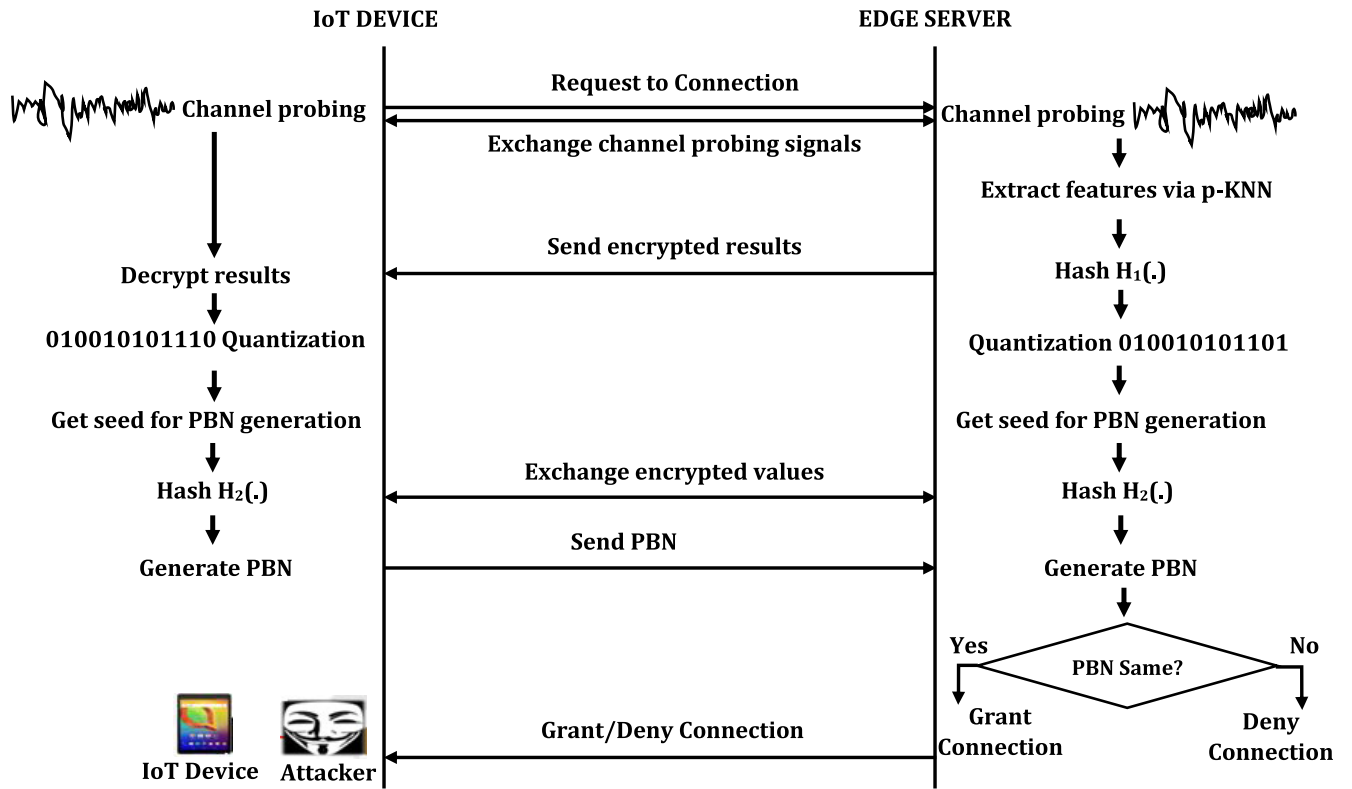 IoT DEVICE
EDGE SERVER
Request to Connection
Channel probing
Channel probing
Exchange channel probing signals
Extract features via p-KNN
Send encrypted results
Decrypt results
Hash H₁(.)
010010101110 Quantization
Quantization 010010101101
Get seed for PBN generation
Get seed for PBN generation
Exchange encrypted values
Hash H₂(.)
Hash H₂(.)
Send PBN
Generate PBN
Generate PBN
Yes
No
PBN Same?
Grant
Connection
Deny
Connection
Grant/Deny Connection
IoT Device
Attacker